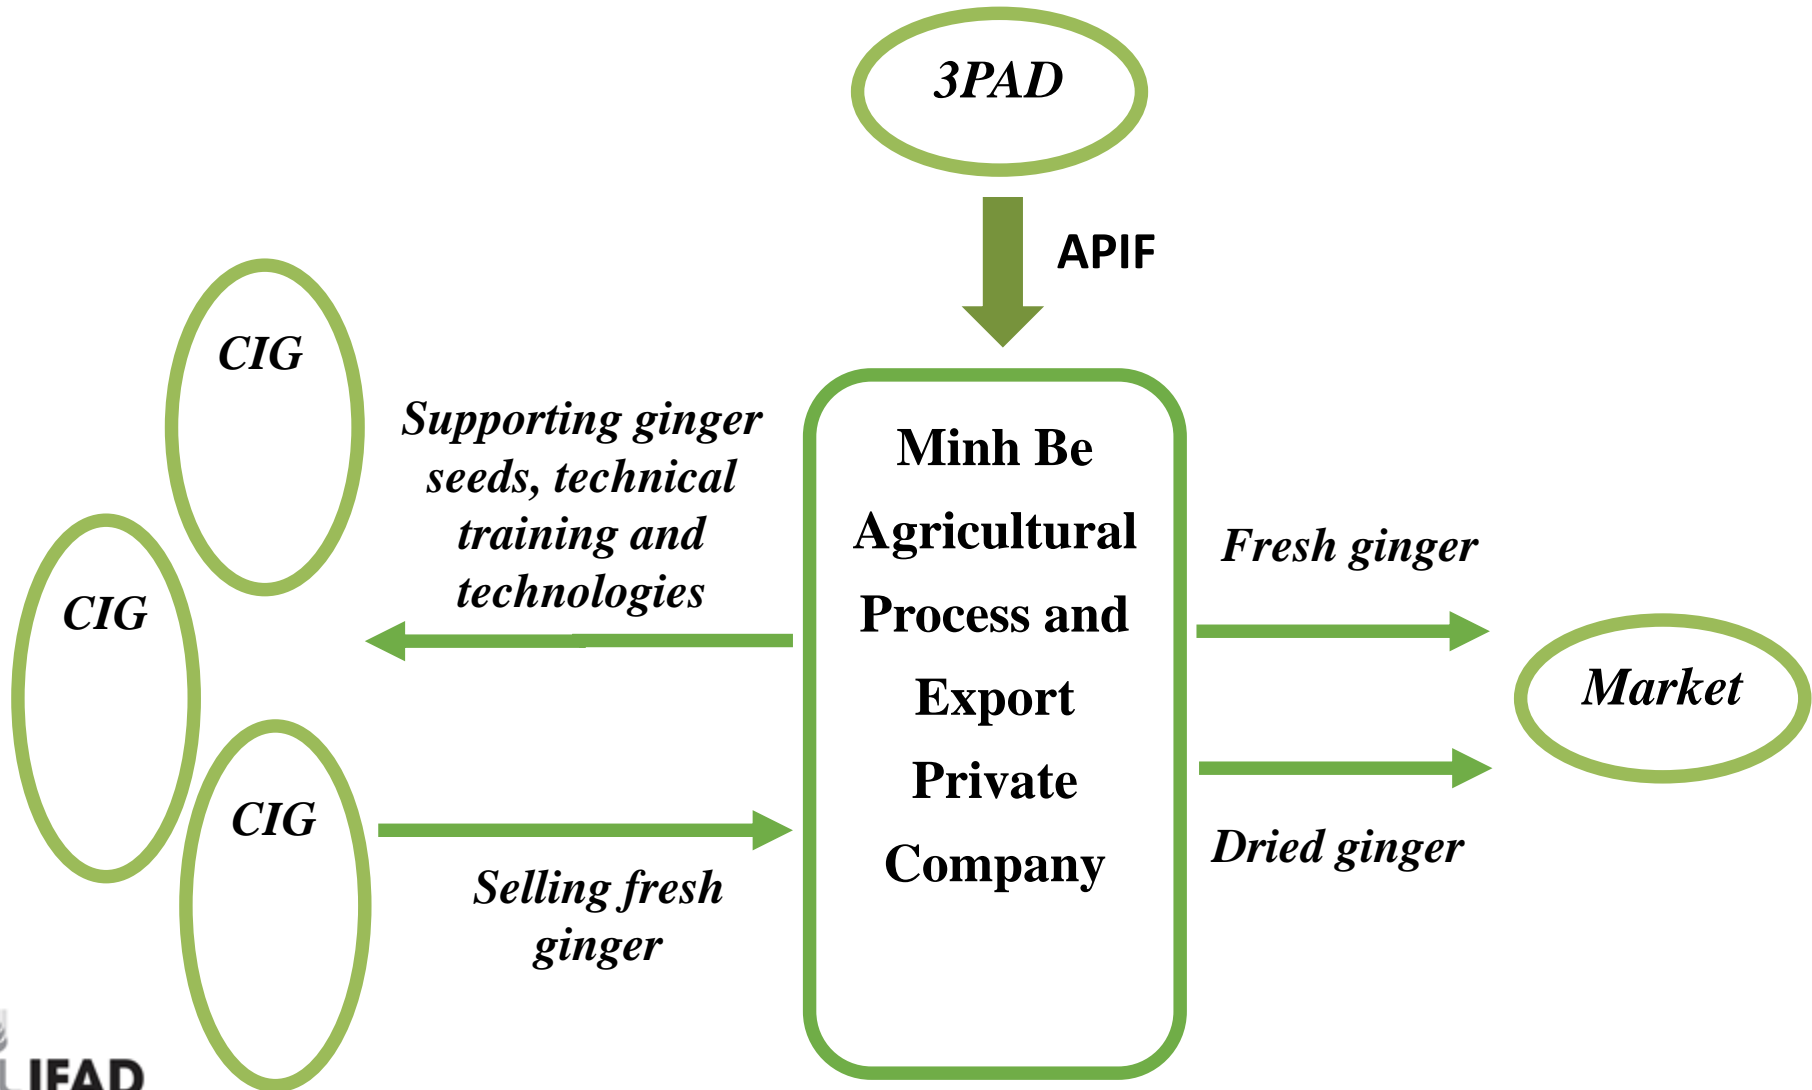 3PAD
APIF
CIG
CIG
CIG
Supporting ginger
seeds, technical
training and
technologies
Selling fresh
ginger
Minh Be
Agricultural
Process and
Export
Private
Company
Fresh ginger
Dried ginger
Market
IFAD